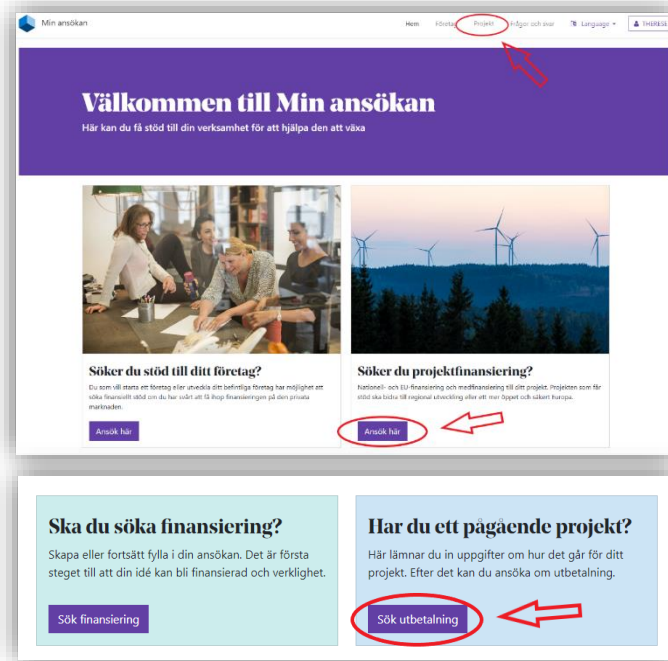 Min ansökan
Hem Företag Projekt Frågor och svar Language THERESE
Välkommen till Min ansökan
Här kan du få stöd till din verksamhet för att hjälpa den att växa
Söker du stöd till ditt företag?
Du som vill starta ett företag eller utveckla ditt befintliga företag har möjlighet att
söka finansiellt stöd om du har svårt att få ihop finansieringen på den privata
marknaden.
Ansök här
Söker du projektfinansiering?
Nationell- och EU-finansiering och medfinansiering till ditt projekt. Projekten som får
stöd ska bidra till regional utveckling eller ett mer öppet och säkert Europa.
Ansök här
Ska du söka finansiering?
Skapa eller fortsätt fylla i din ansökan. Det är första
steget till att din idé kan bli finansierad och verklighet.
Sök finansiering
Har du ett pågående projekt?
Här lämnar du in uppgifter om hur det går för ditt
projekt. Efter det kan du ansöka om utbetalning.
Sök utbetalning